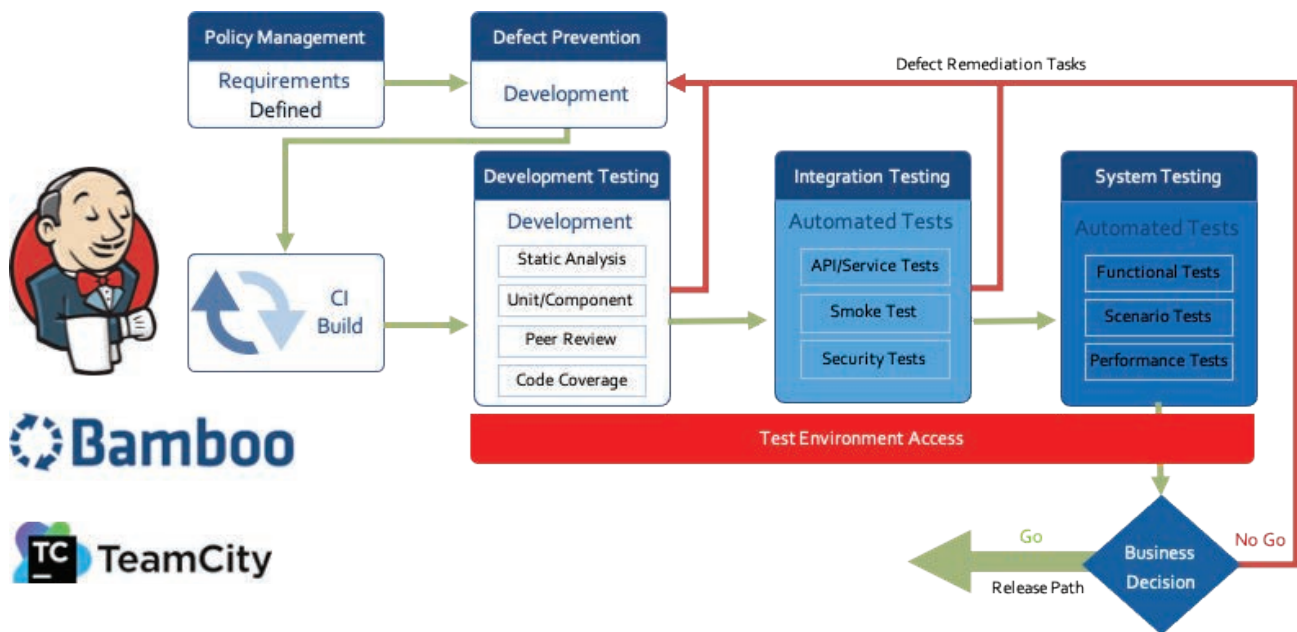 Policy Management
Requirements
Defined
Defect Prevention
Development
Defect Remediation Tasks
Development Testing
Development
Static Analysis
Unit/Component
Peer Review
Code Coverage
Integration Testing
Automated Tests
API/Service Tests
Smoke Test
Security Tests
System Testing
Automated Tests
Functional Tests
Scenario Tests
Performance Tests
CI
Build
Test Environment Access
Bamboo
TC
TeamCity
Go
Release Path
Business
Decision
No Go